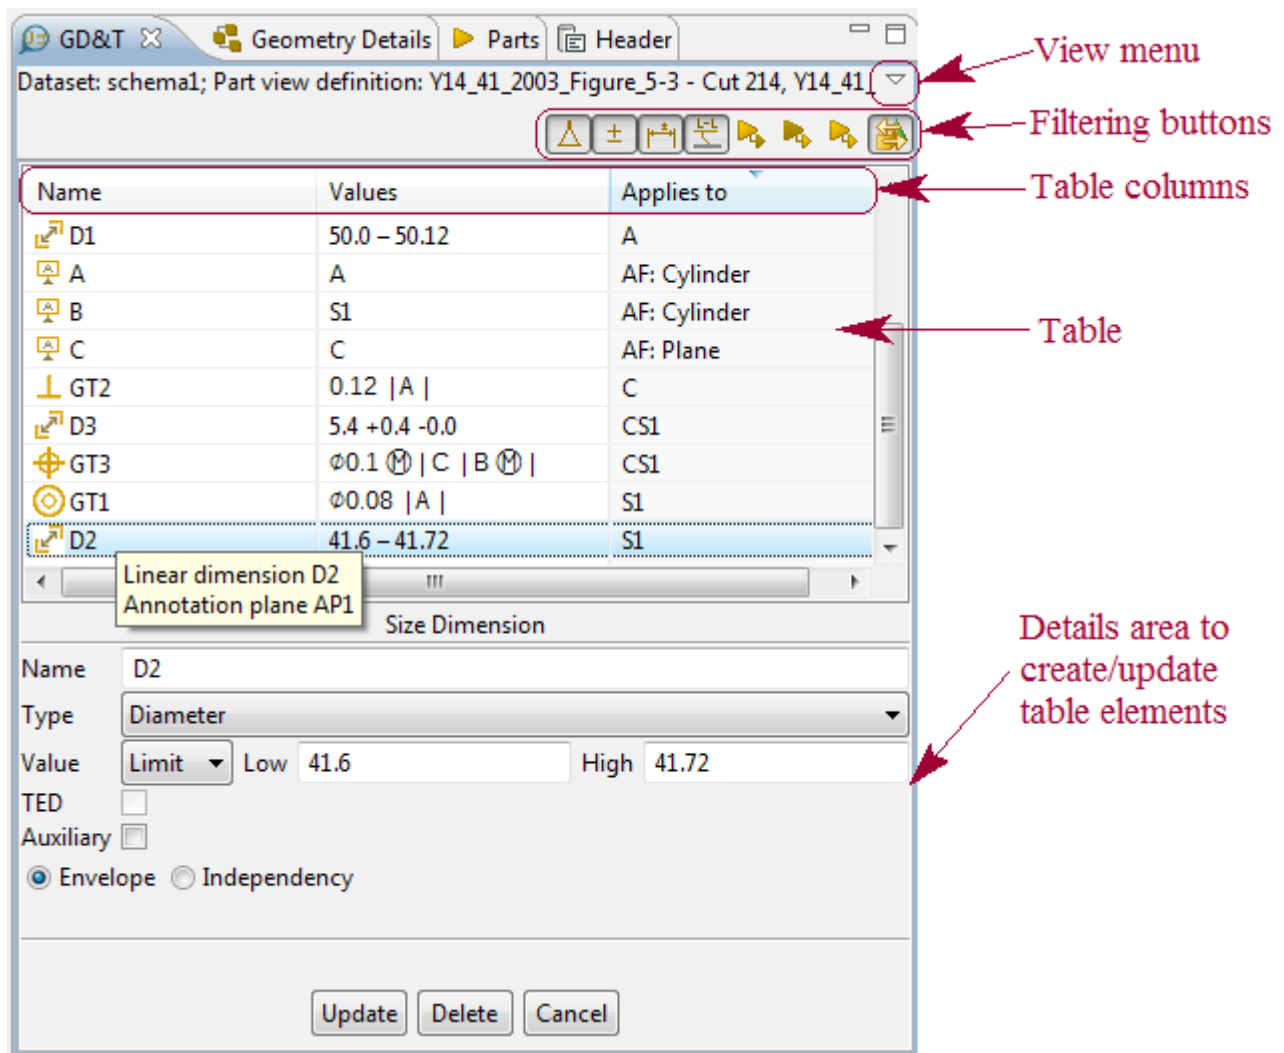 GD&T Geometry Details Parts Header
View menu
Dataset: schema1; Part view definition: Y14_41_2003_Figure_5-3 - Cut 214, Y14_41_
Filtering buttons
Name Values Applies to
Table columns
D1 50.0 – 50.12 A
A A AF: Cylinder
B S1 AF: Cylinder
Table
C C AF: Plane
GT2 0.12 | A | C
D3 5.4 +0.4 -0.0 CS1
GT3 ⌀0.1 Ⓜ | C | B Ⓜ | CS1
GT1 ⌀0.08 | A | S1
D2 41.6 – 41.72 S1
Linear dimension D2
Annotation plane AP1
Size Dimension
Details area to
create/update
table elements
Name D2
Type Diameter
Value Limit Low 41.6 High 41.72
TED
Auxiliary
Envelope Independency
Update Delete Cancel